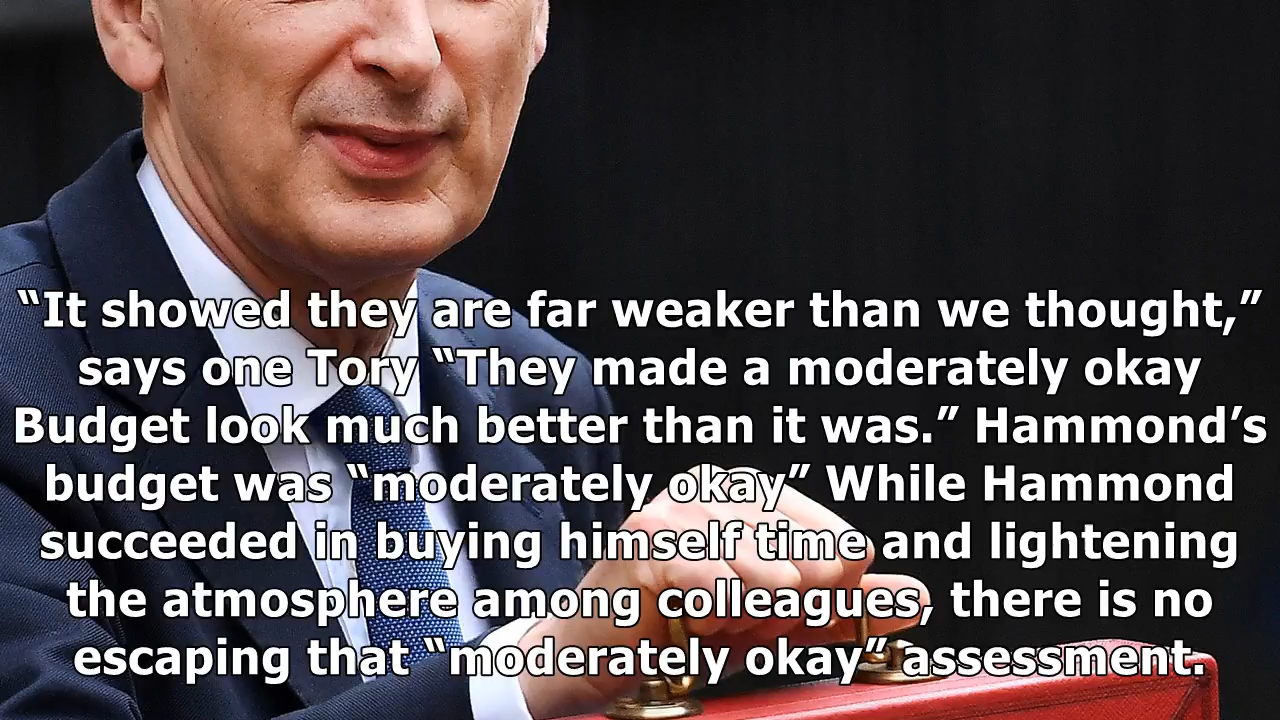 “It showed they are far weaker than we thought,”
says one Tory “They made a moderately okay
Budget look much better than it was.” Hammond’s
budget was “moderately okay” While Hammond
succeeded in buying himself time and lightening
the atmosphere among colleagues, there is no
escaping that “moderately okay” assessment.